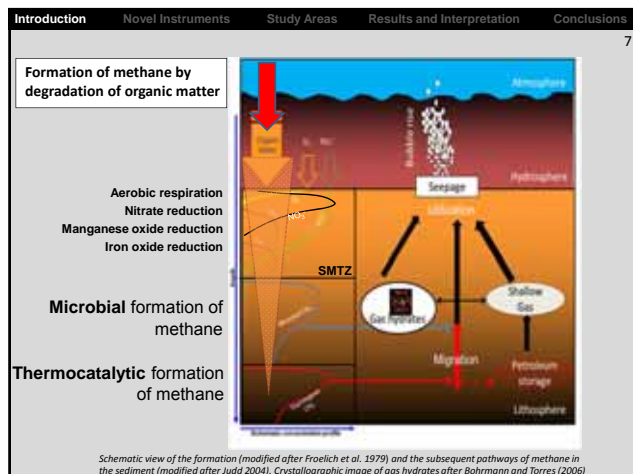 Introduction Novel Instruments Study Areas Results and Interpretation Conclusions
7
Formation of methane by
degradation of organic matter
Atmosphere
Bubble rise
Hydrosphere
Seepage
Utilization
Aerobic respiration
Nitrate reduction
Manganese oxide reduction
Iron oxide reduction
SMTZ
Microbial formation of
methane
Gas hydrates
Shallow
Gas
Migration
Thermocatalytic formation
of methane
Petroleum
storage
Lithosphere
Schematic view of the formation (modified after Froelich et al. 1979) and the subsequent pathways of methane in
the sediment (modified after Judd 2004). Crystallographic image of gas hydrates after Bohrmann and Torres (2006)